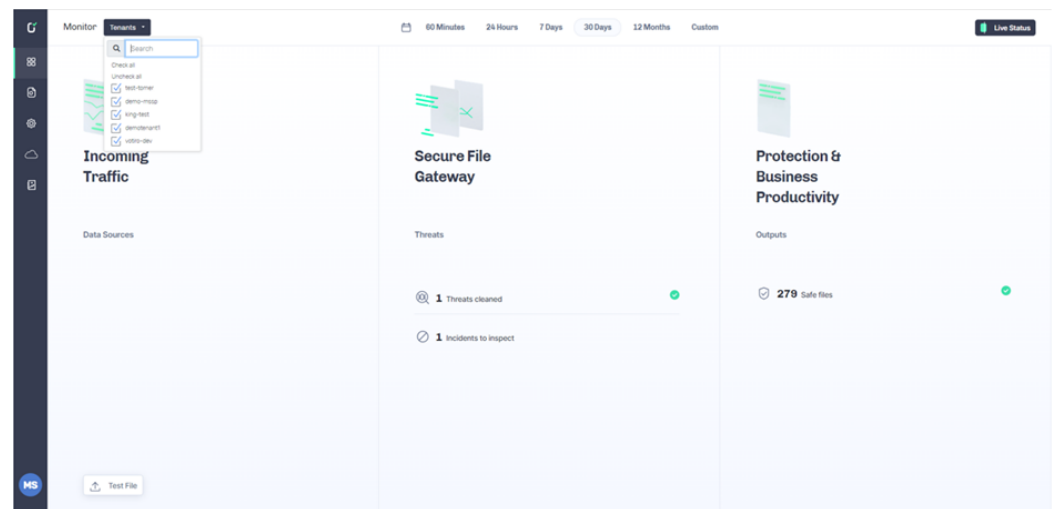 Monitor
Tenants
60 Minutes
24 Hours
7 Days
30 Days
12 Months
Custom
Live Status
Search
Check all
Uncheck all
test-tomer
demo-mssp
king-test
demotenant1
votiro-dev
Incoming
Traffic
Data Sources
Secure File
Gateway
Threats
1 Threats cleaned
1 Incidents to inspect
Protection &
Business
Productivity
Outputs
279 Safe files
MS
Test File